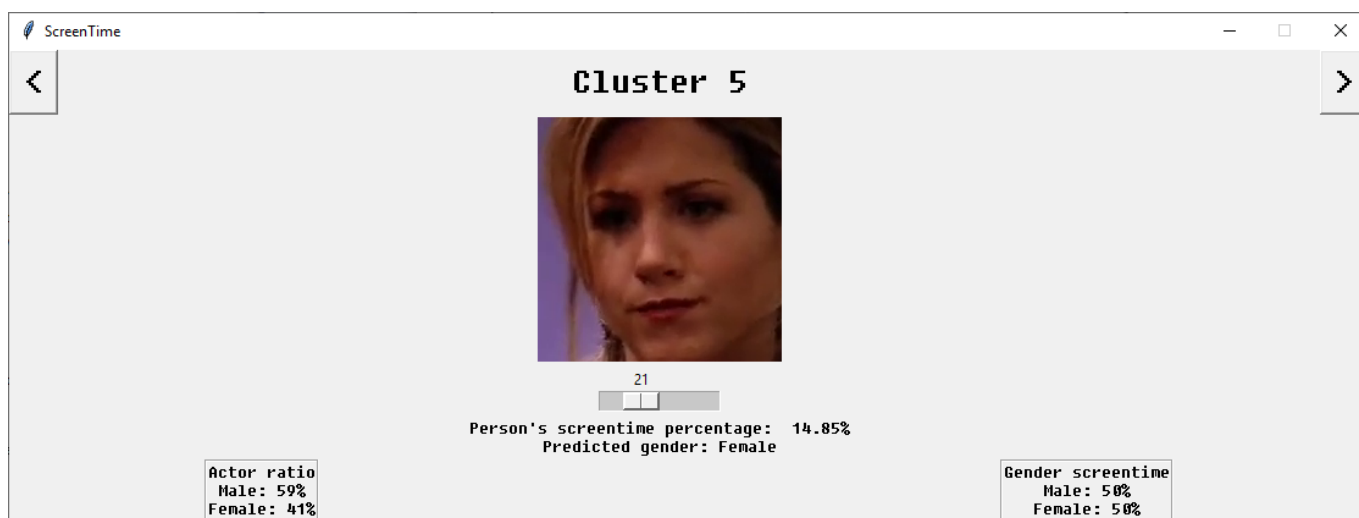 ScreenTime
< Cluster 5 >
21
Person's screentime percentage: 14.85%
Predicted gender: Female
Actor ratio
Male: 59%
Female: 41%
Gender screentime
Male: 50%
Female: 50%